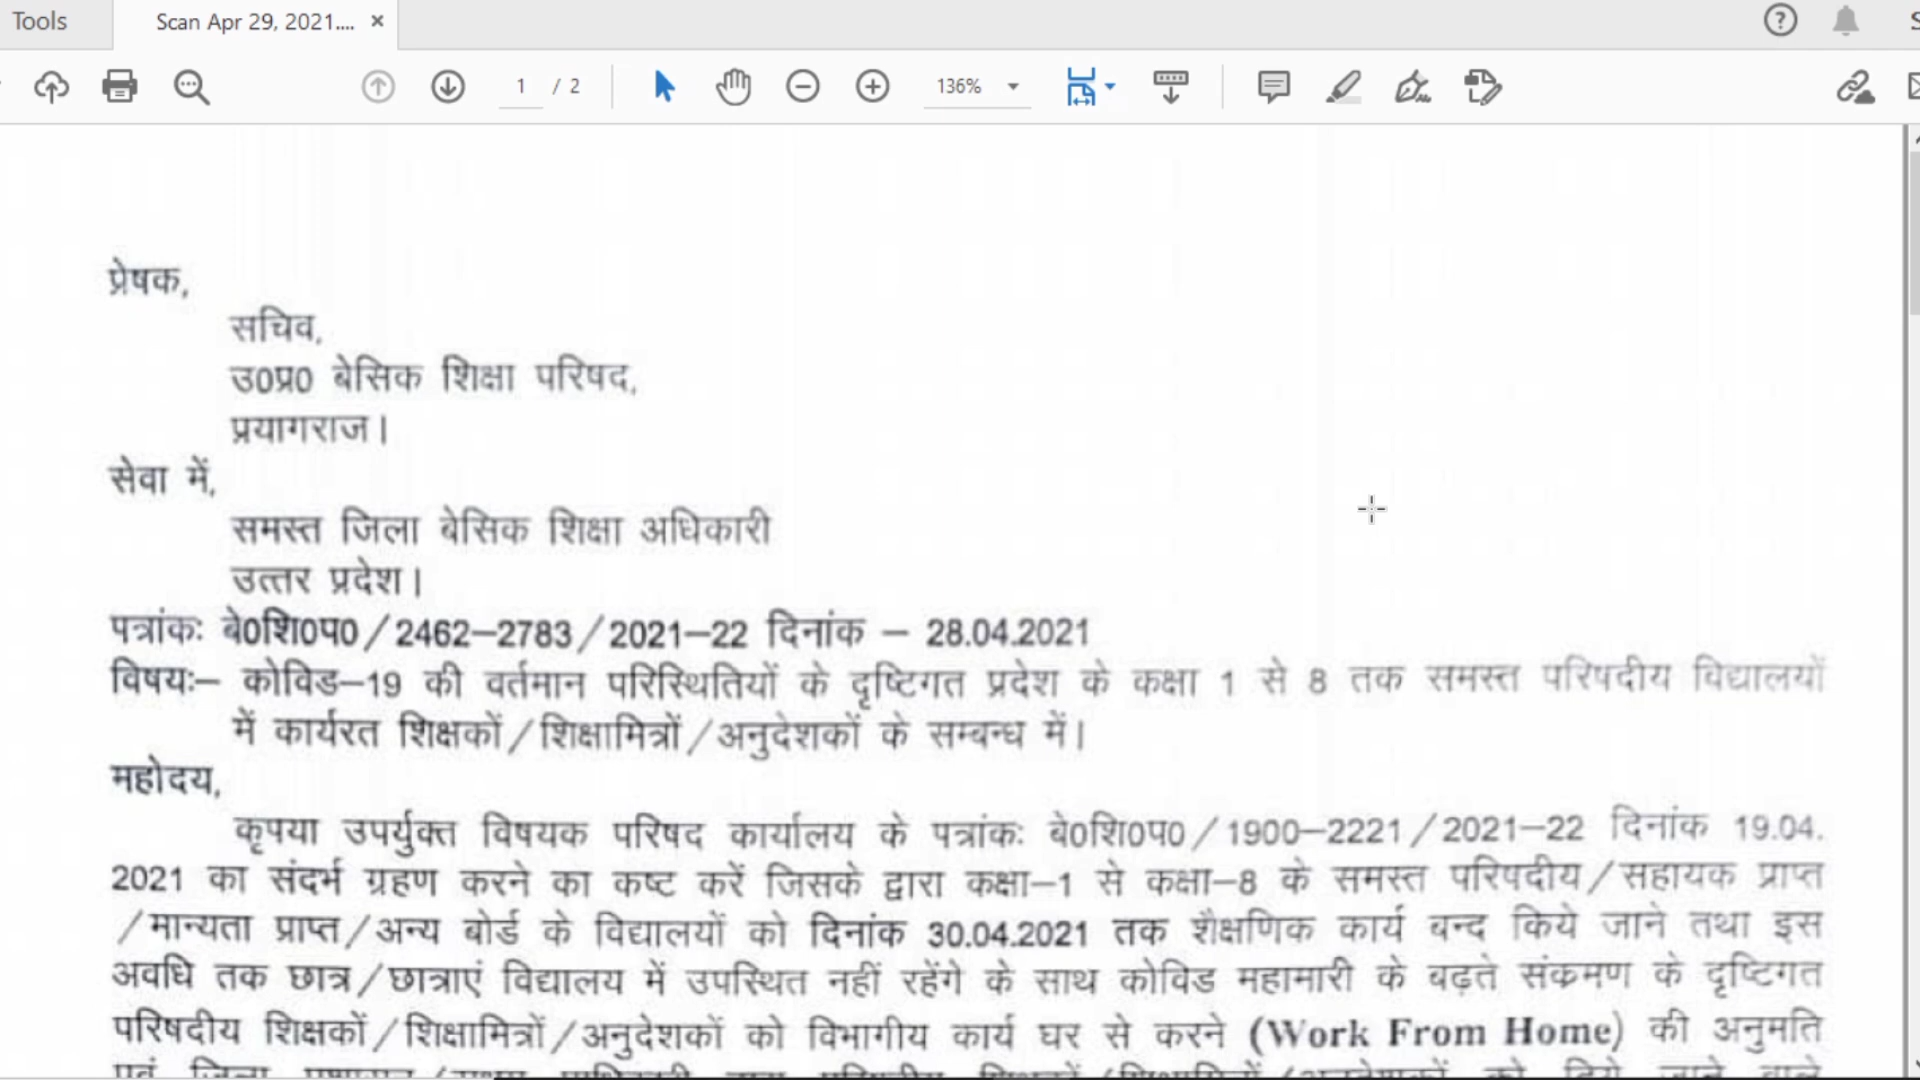 Tools
Scan Apr 29, 2021....
1 / 2
136%
प्रेषक,
सचिव,
उ0प्र0 बेसिक शिक्षा परिषद,
प्रयागराज।
सेवा में,
समस्त जिला बेसिक शिक्षा अधिकारी
उत्तर प्रदेश।
पत्रांकः बे0शि0प0/2462–2783/2021–22 दिनांक – 28.04.2021
विषयः– कोविड–19 की वर्तमान परिस्थितियों के दृष्टिगत प्रदेश के कक्षा 1 से 8 तक समस्त परिषदीय विद्यालयों
में कार्यरत शिक्षकों/शिक्षामित्रों/अनुदेशकों के सम्बन्ध में।
महोदय,
कृपया उपर्युक्त विषयक परिषद कार्यालय के पत्रांकः बे0शि0प0/1900–2221/2021–22 दिनांक 19.04.
2021 का संदर्भ ग्रहण करने का कष्ट करें जिसके द्वारा कक्षा–1 से कक्षा–8 के समस्त परिषदीय/सहायक प्राप्त
/मान्यता प्राप्त/अन्य बोर्ड के विद्यालयों को दिनांक 30.04.2021 तक शैक्षणिक कार्य बन्द किये जाने तथा इस
अवधि तक छात्र/छात्राएं विद्यालय में उपस्थित नहीं रहेंगे के साथ कोविड महामारी के बढ़ते संक्रमण के दृष्टिगत
परिषदीय शिक्षकों/शिक्षामित्रों/अनुदेशकों को विभागीय कार्य घर से करने (Work From Home) की अनुमति